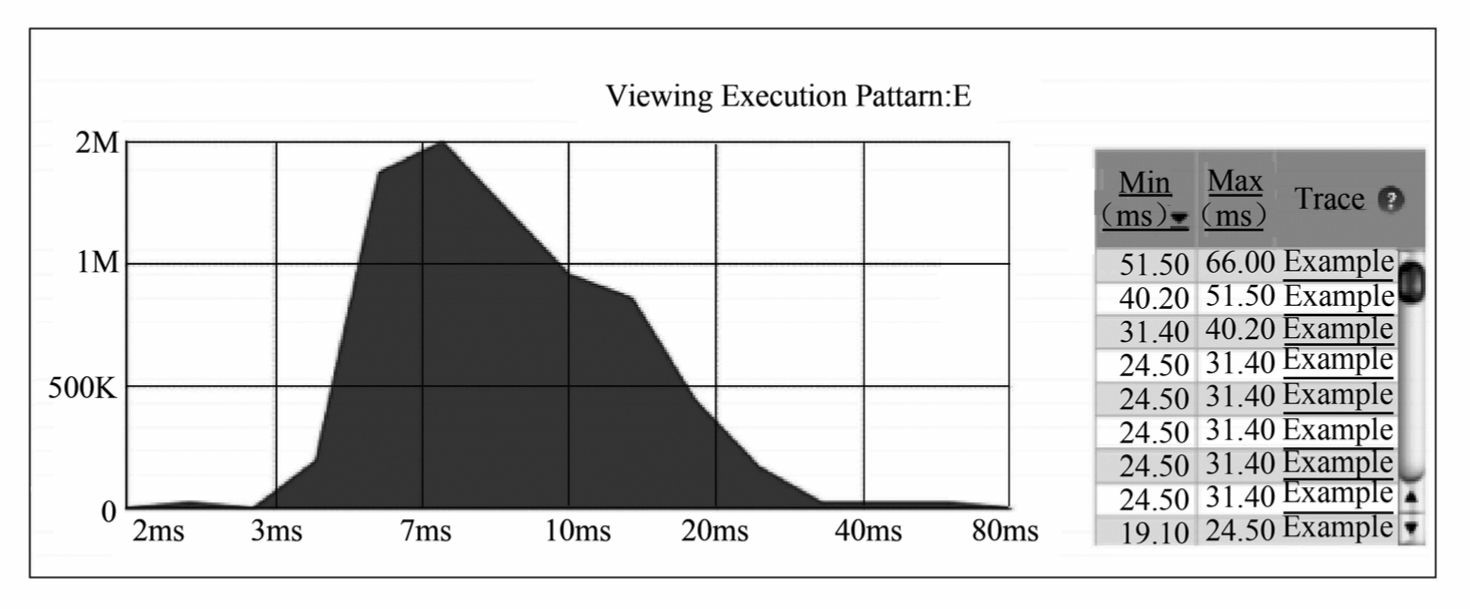 Viewing Execution Pattarn:E
2M
1M
500K
0
2ms 3ms 7ms 10ms 20ms 40ms 80ms
Min (ms) Max (ms) Trace ?
51.50 66.00 Example
40.20 51.50 Example
31.40 40.20 Example
24.50 31.40 Example
24.50 31.40 Example
24.50 31.40 Example
24.50 31.40 Example
24.50 31.40 Example
19.10 24.50 Example